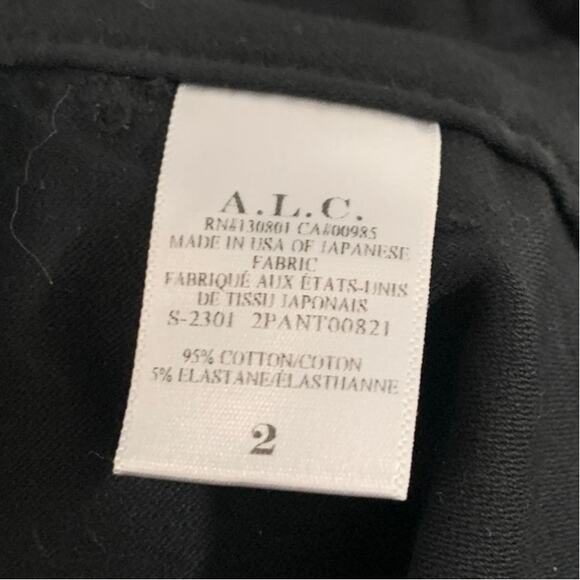 A.L.C.
RN#130801 CA#00985
MADE IN USA OF JAPANESE
FABRIC
FABRIQUÉ AUX ÉTATS-UNIS
DE TISSU JAPONAIS
S-2301 2PANT00821
95% COTTON/COTON
5% ELASTANE/ÉLASTHANNE
2